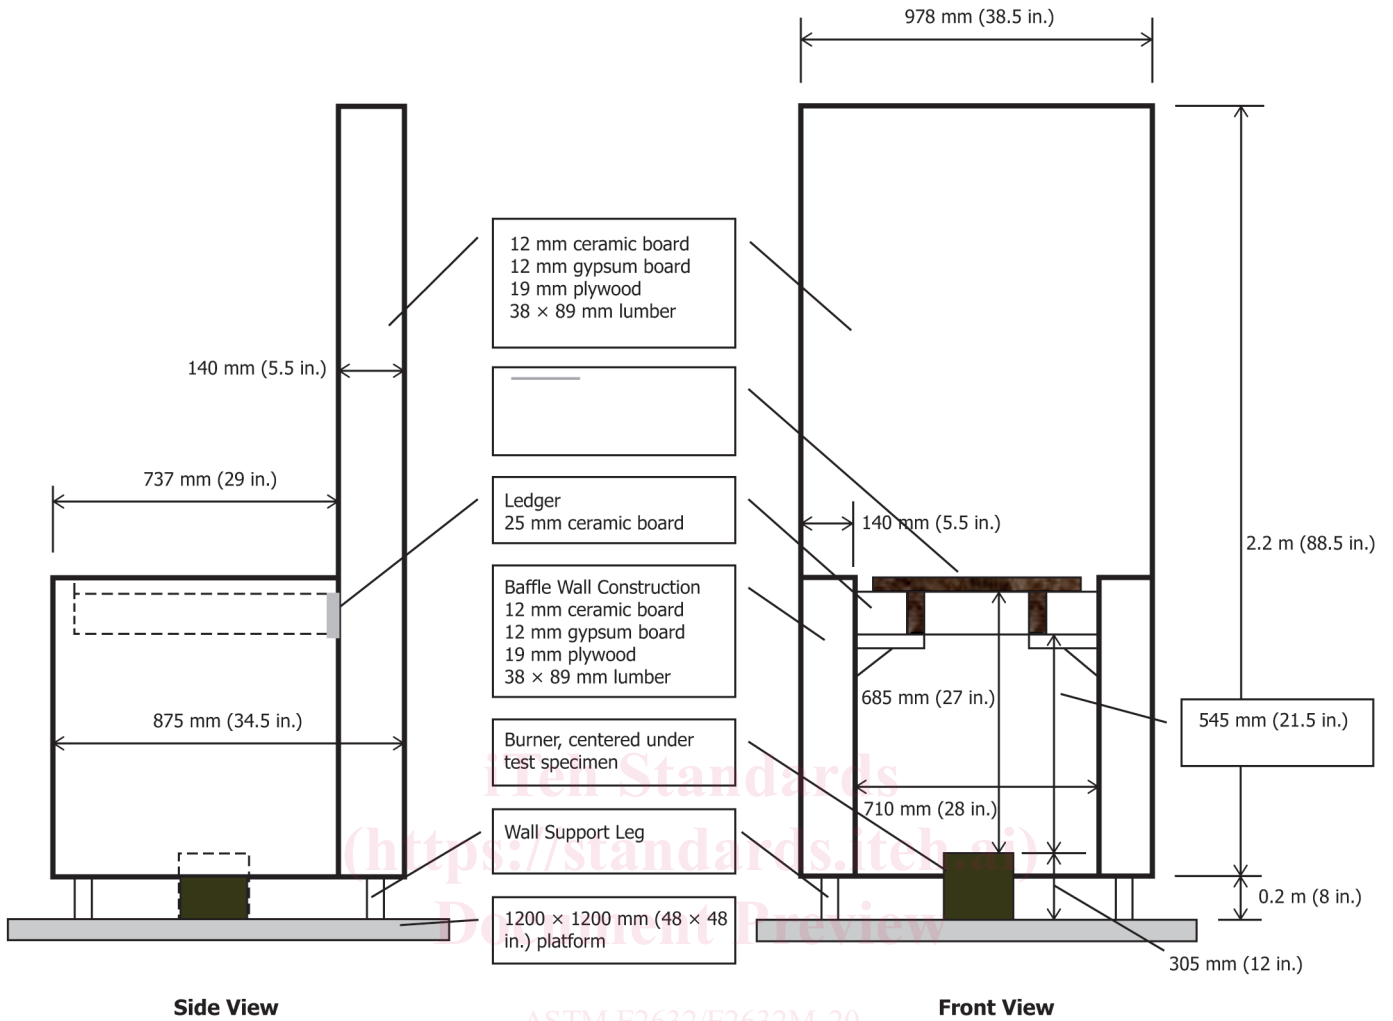 978 mm (38.5 in.)
12 mm ceramic board
12 mm gypsum board
19 mm plywood
38 × 89 mm lumber
140 mm (5.5 in.)
737 mm (29 in.)
Ledger
25 mm ceramic board
140 mm (5.5 in.)
2.2 m (88.5 in.)
Baffle Wall Construction
12 mm ceramic board
12 mm gypsum board
19 mm plywood
38 × 89 mm lumber
685 mm (27 in.)
545 mm (21.5 in.)
875 mm (34.5 in.)
Burner, centered under
test specimen
710 mm (28 in.)
Wall Support Leg
0.2 m (8 in.)
1200 × 1200 mm (48 × 48
in.) platform
305 mm (12 in.)
Side View
Front View
iTeh Standards
(https://standards.iteh.ai)
Document Preview
ASTM E2632/E2632M-20